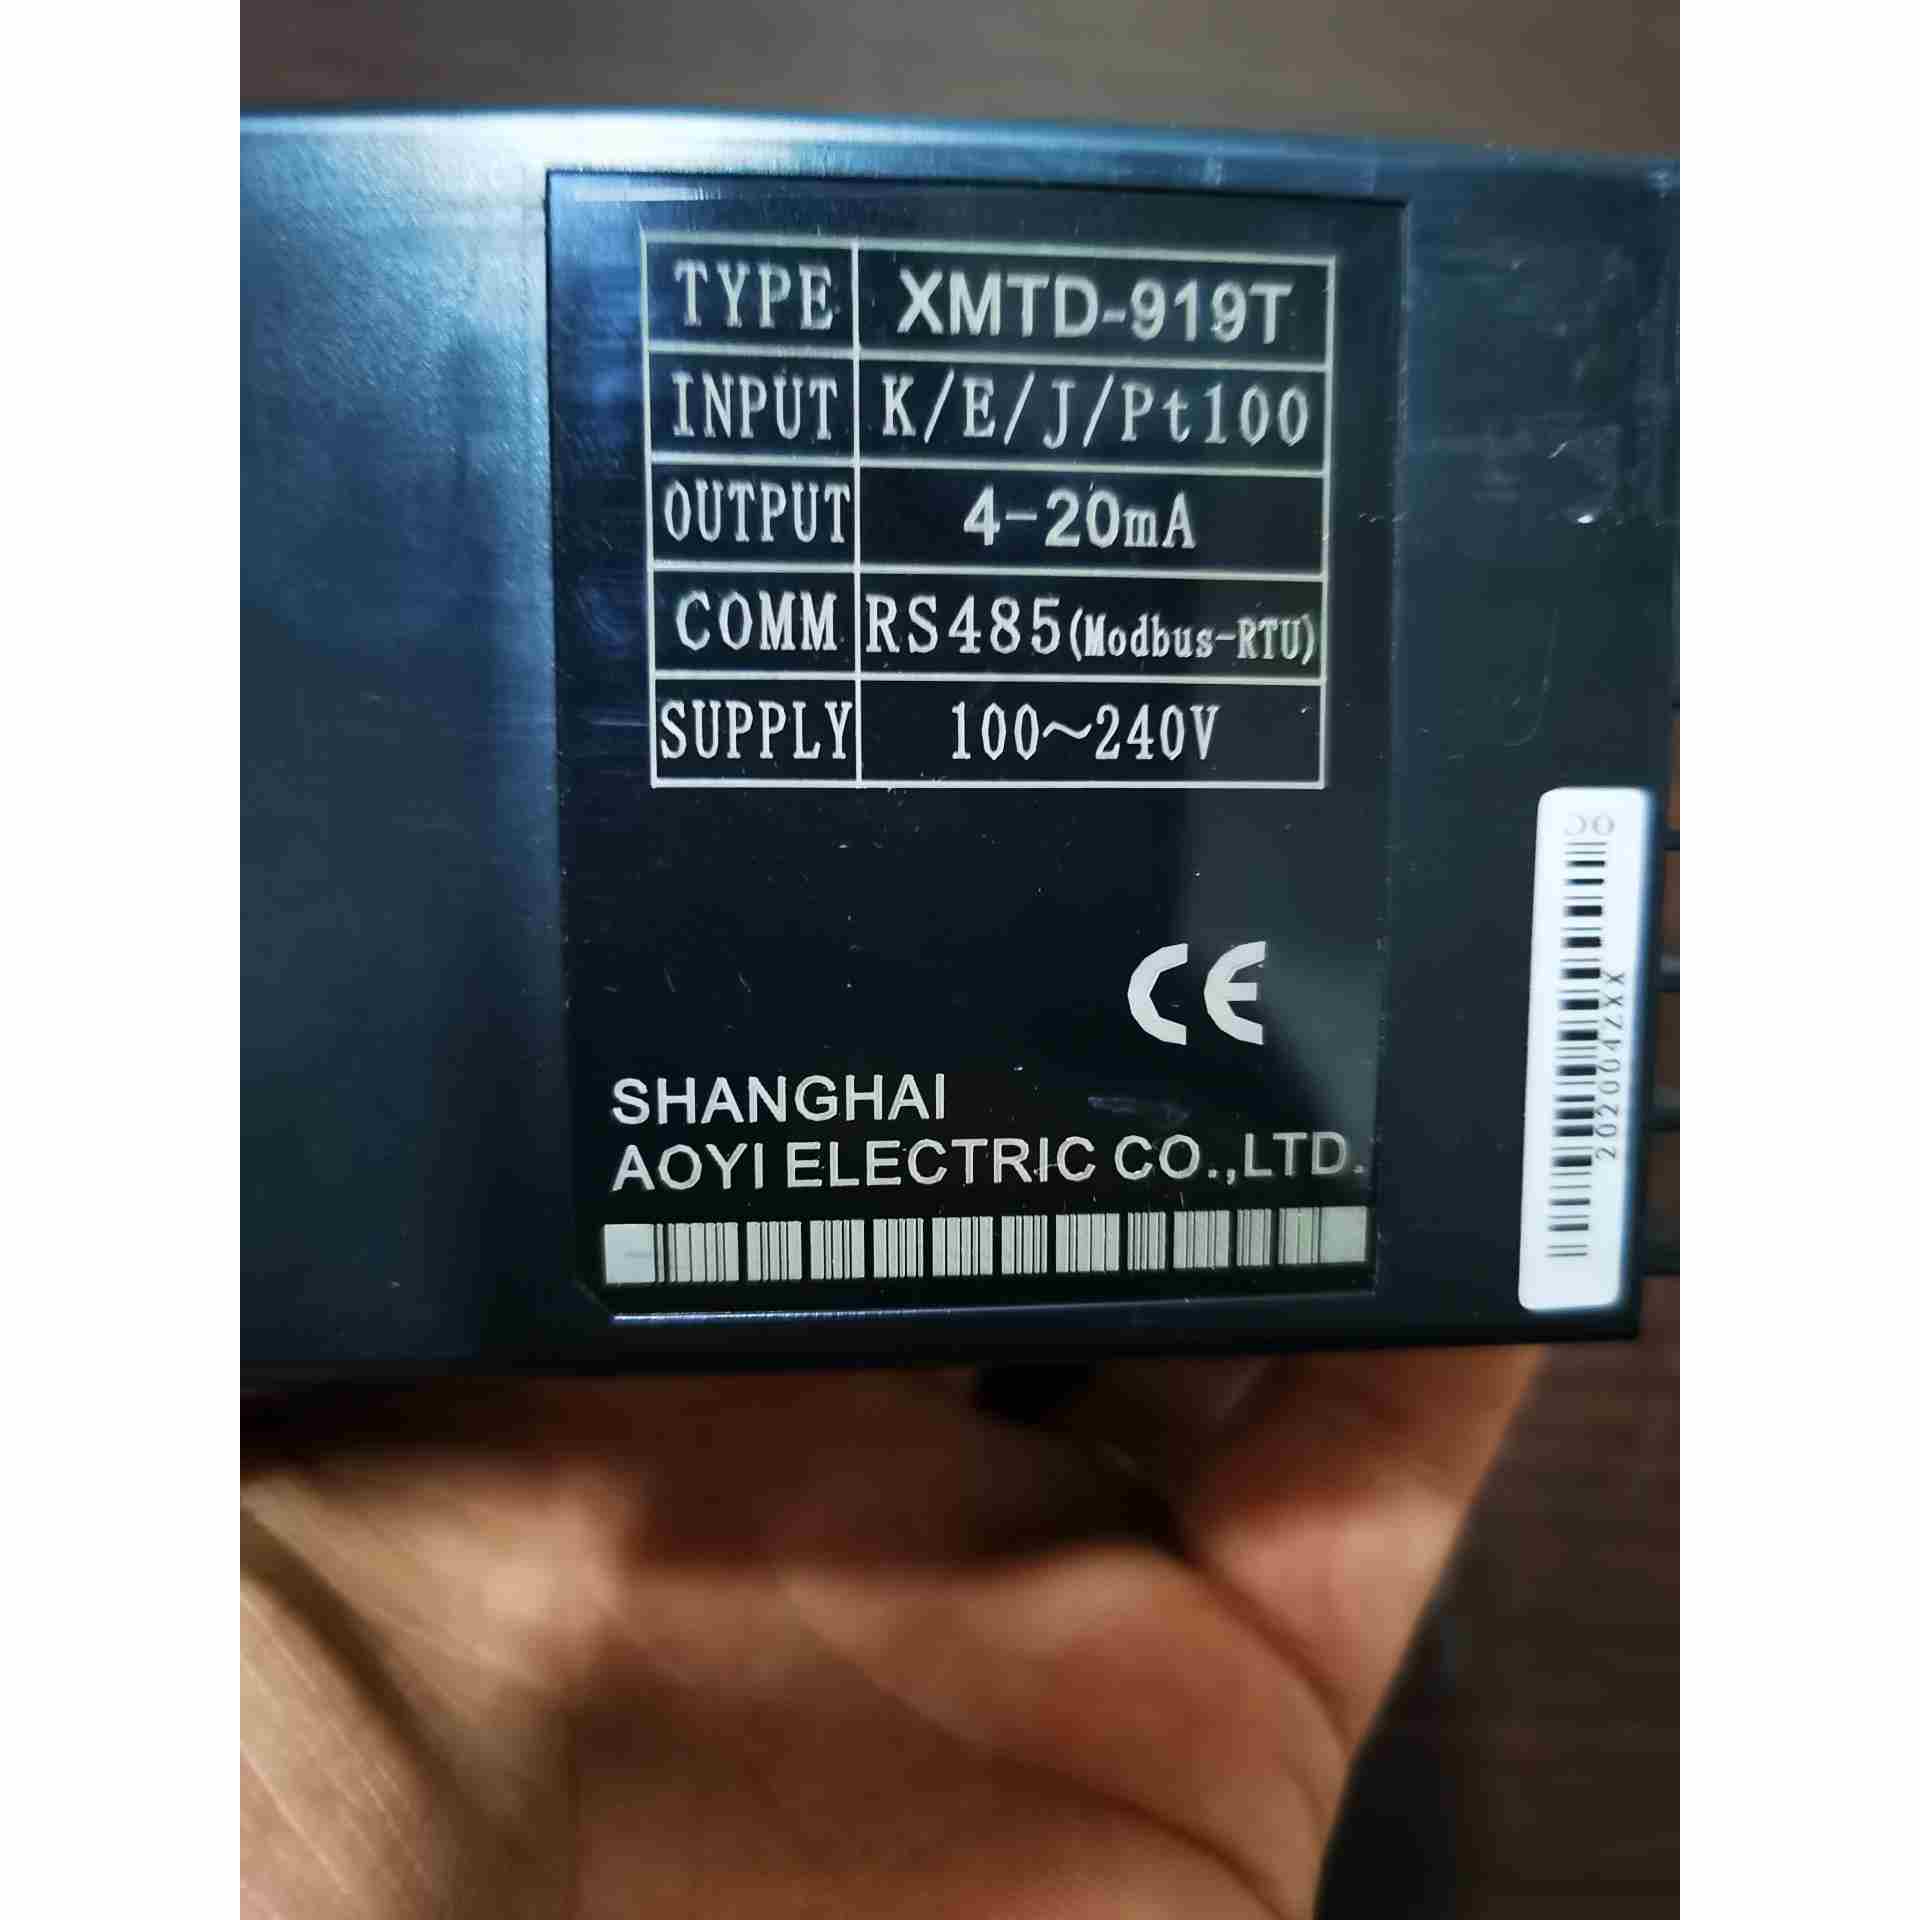 TYPE XMTD-919T
INPUT K/E/J/Pt100
OUTPUT 4-20mA
COMM RS485(Modbus-RTU)
SUPPLY 100~240V
CE
SHANGHAI
AOYI ELECTRIC CO.,LTD.
QC
202004ZXX